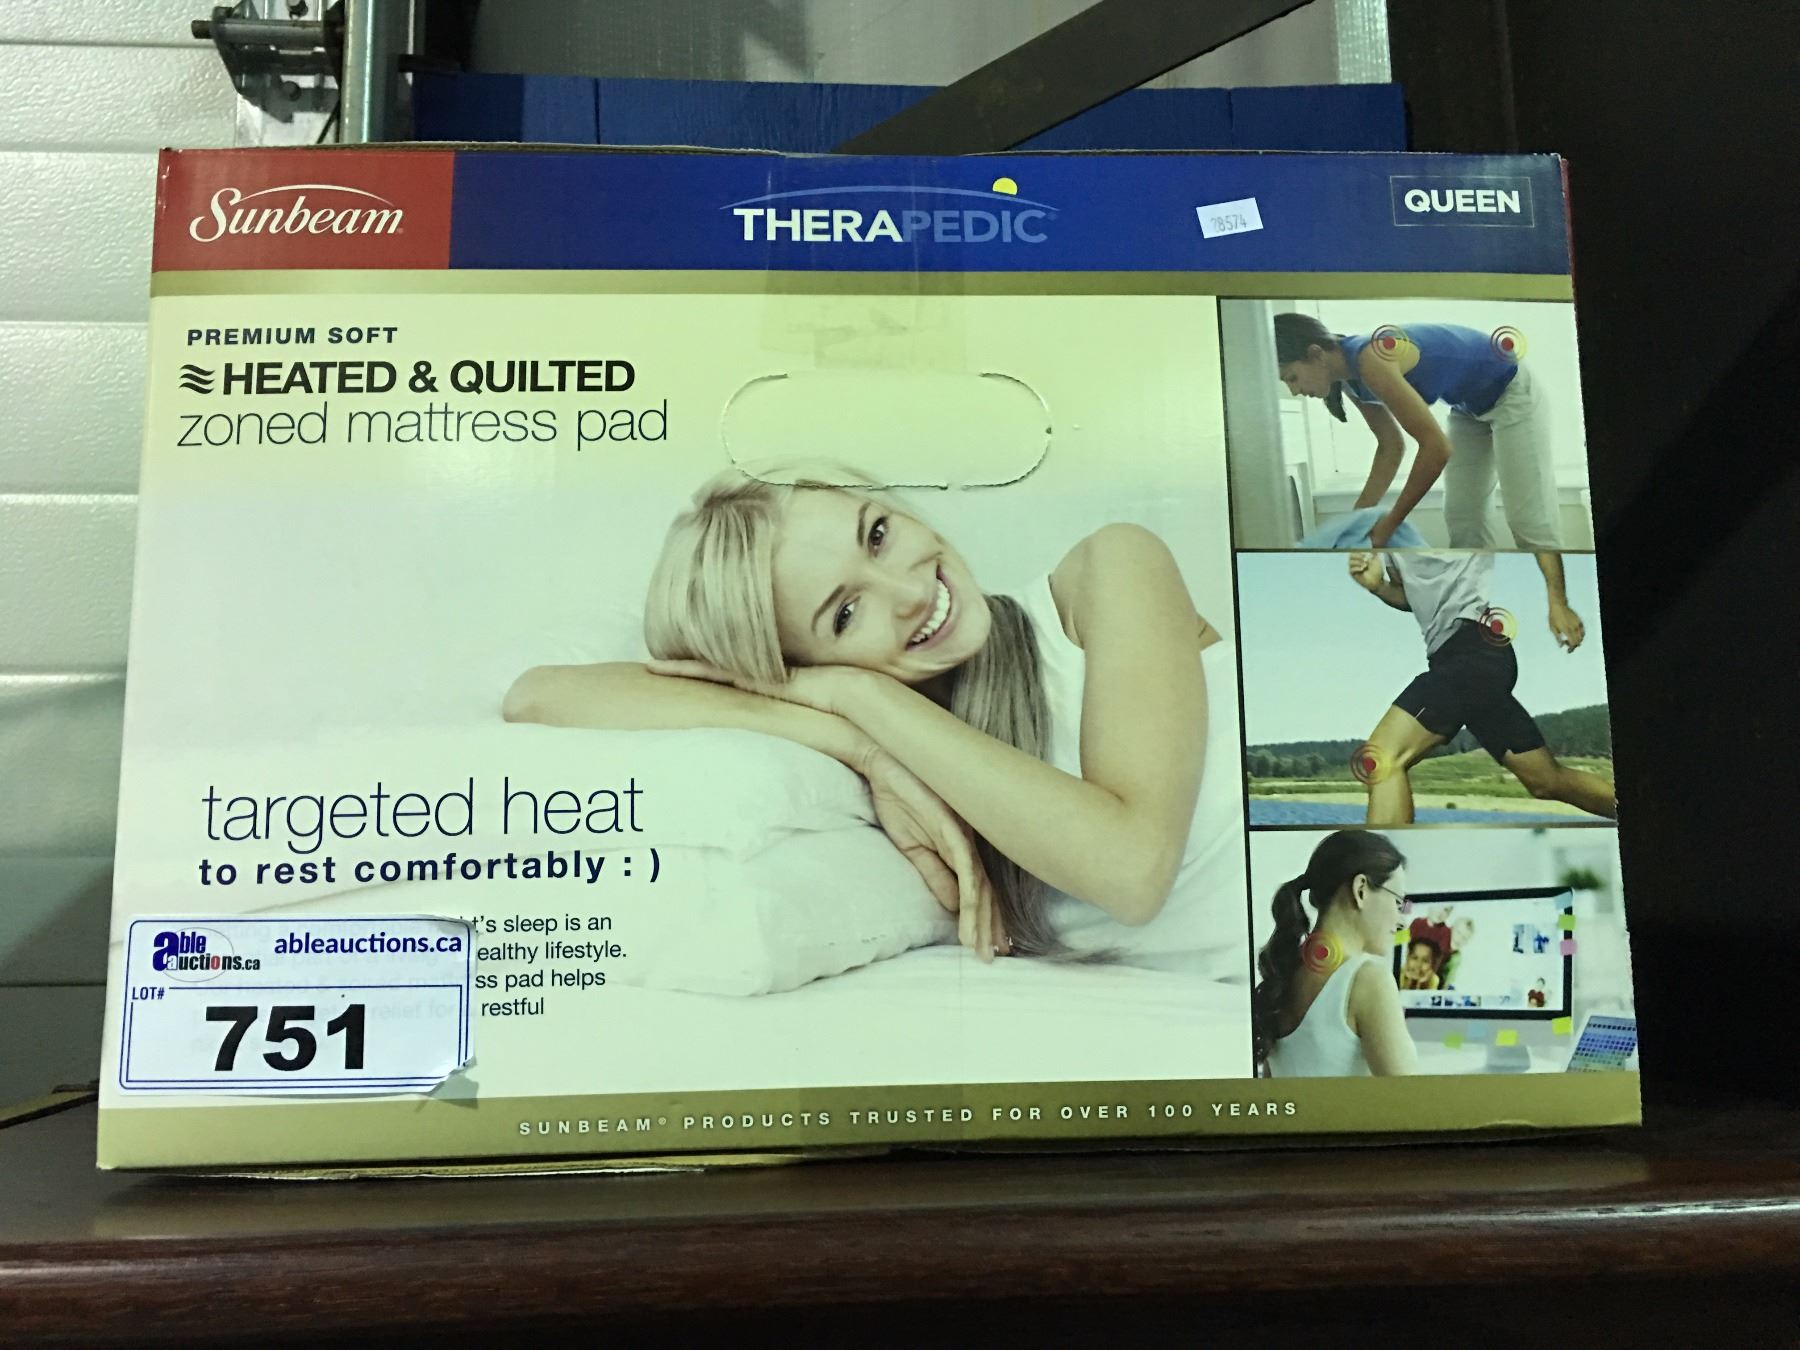 Sunbeam
THERAPEDIC
28574
QUEEN
PREMIUM SOFT
HEATED & QUILTED
zoned mattress pad
targeted heat
to rest comfortably : )
t's sleep is an
ealthy lifestyle.
ss pad helps
restful
able auctions.ca
ableauctions.ca
LOT#
751
SUNBEAM® PRODUCTS TRUSTED FOR OVER 100 YEARS